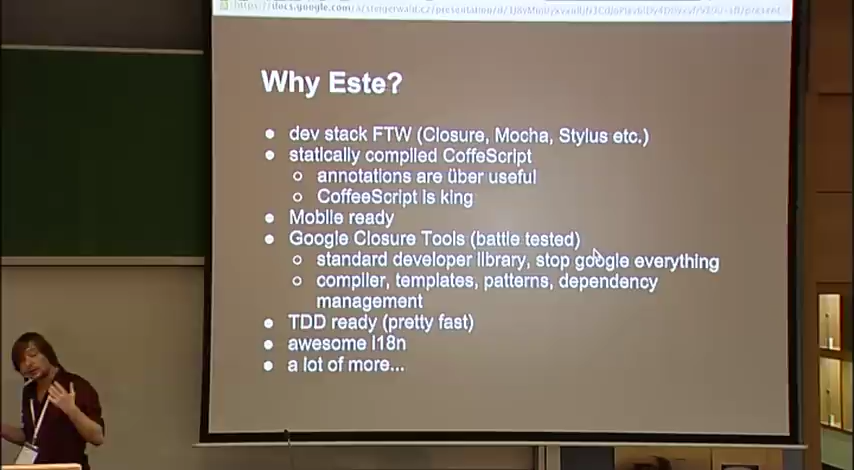 Why Este?
dev stack FTW (Closure, Mocha, Stylus etc.)
statically compiled CoffeScript
annotations are über useful
CoffeeScript is king
Mobile ready
Google Closure Tools (battle tested)
standard developer library, stop google everything
compiler, templates, patterns, dependency
management
TDD ready (pretty fast)
awesome i18n
a lot of more...